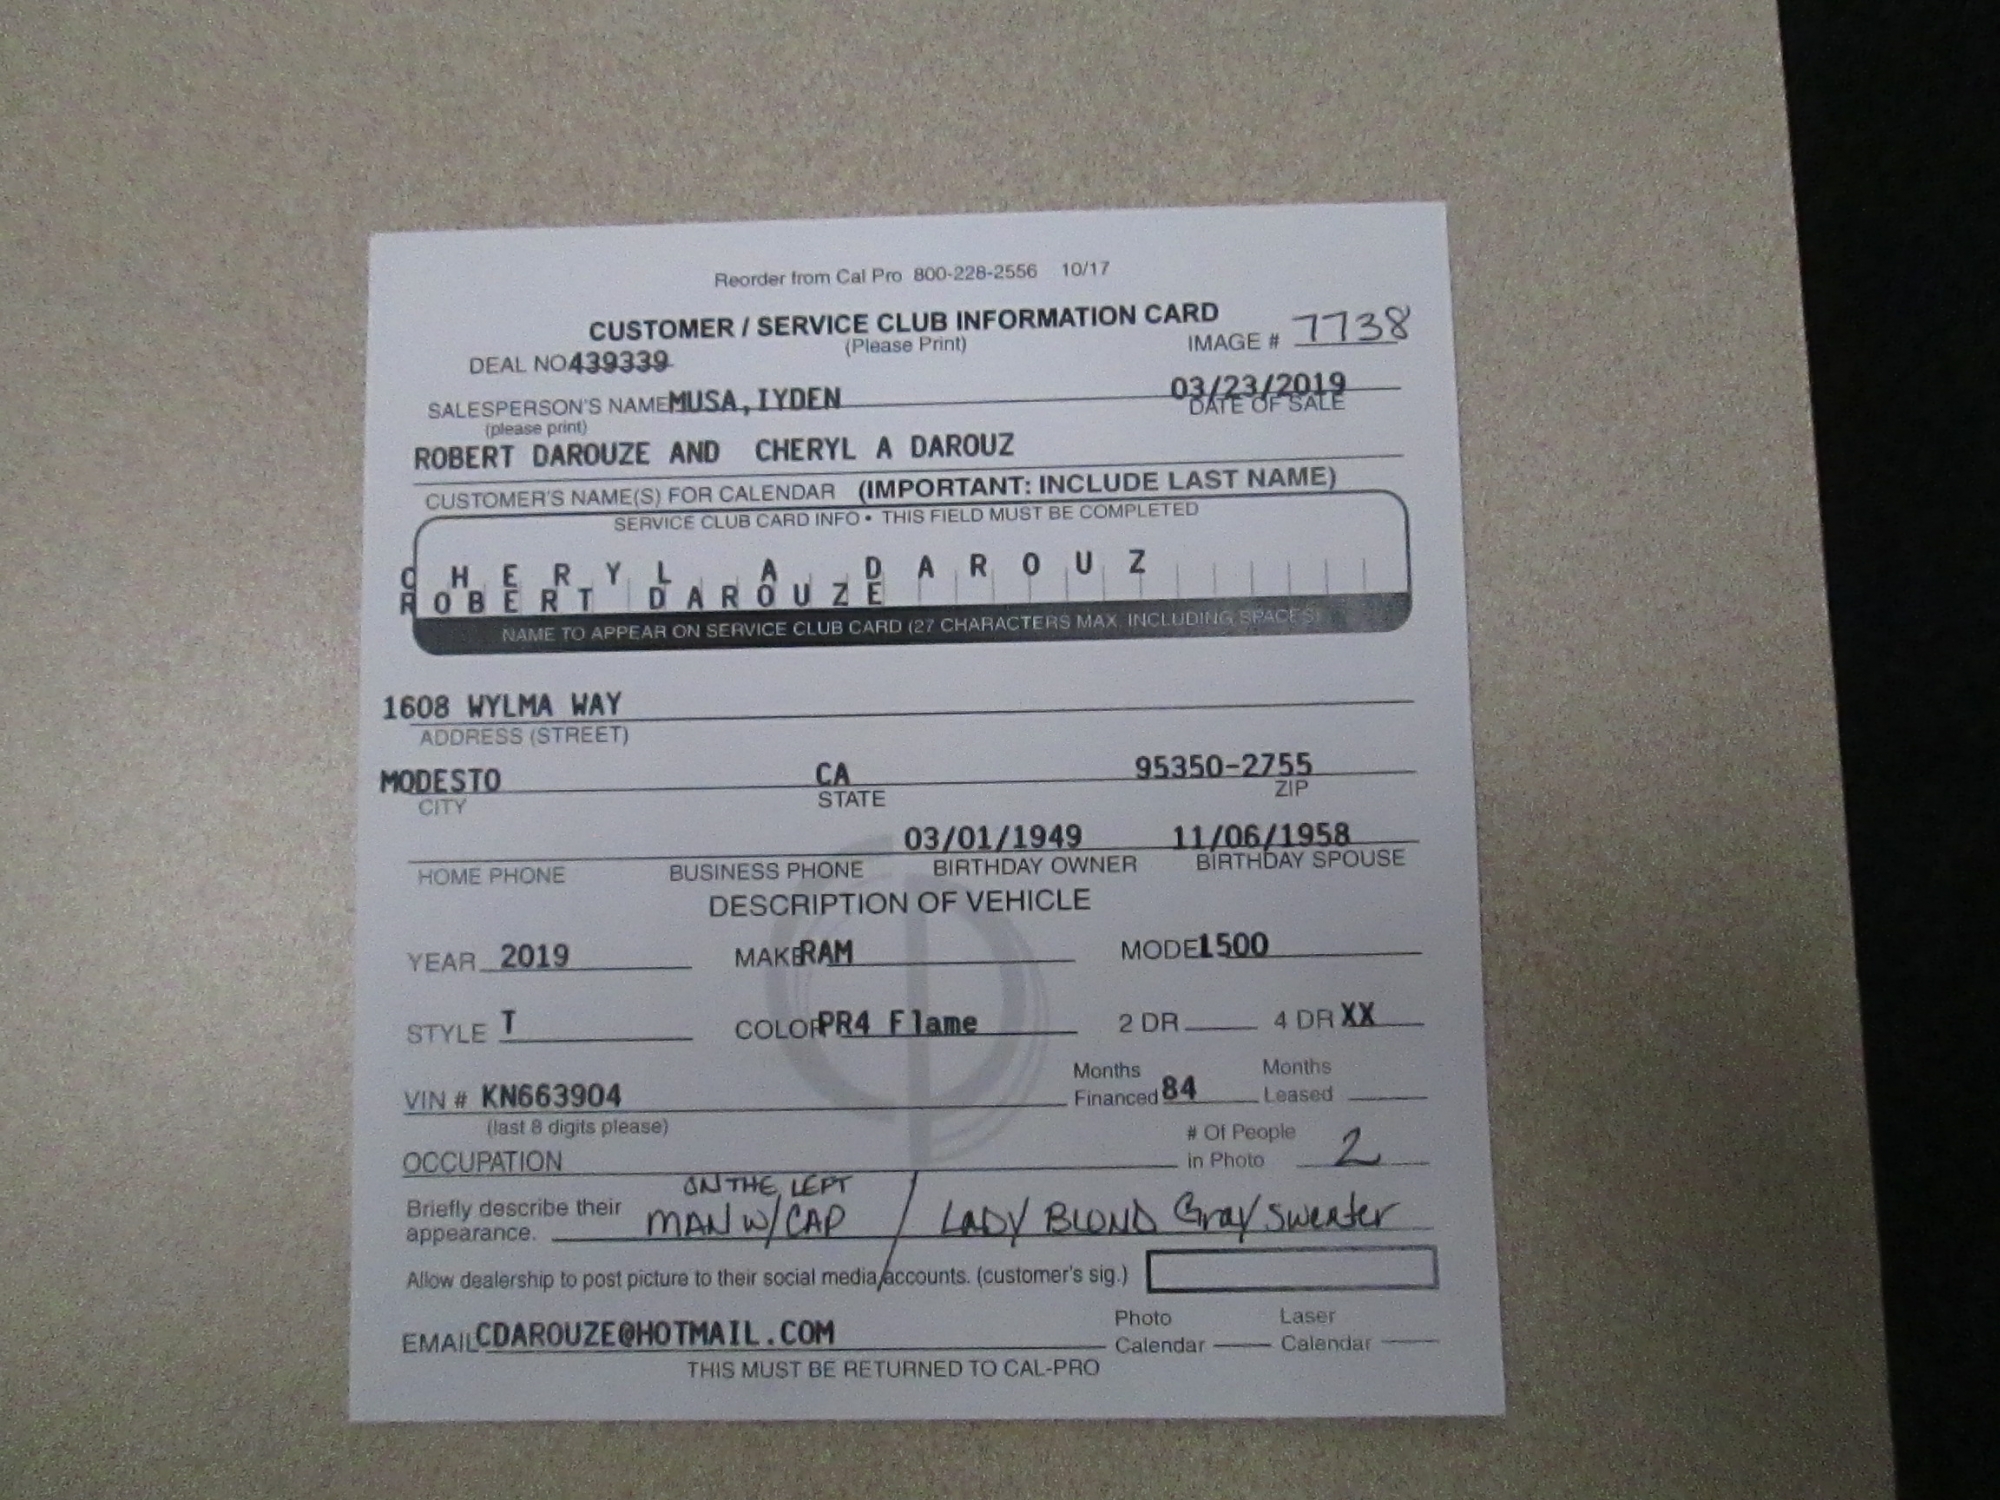 Reorder from Cal Pro 800-228-2556 10/17
CUSTOMER / SERVICE CLUB INFORMATION CARD
(Please Print)
IMAGE # 7738
DEAL NO 439339
SALESPERSON'S NAME MUSA, IYDEN 03/23/2019
(please print) DATE OF SALE
ROBERT DAROUZE AND CHERYL A DAROUZ
CUSTOMER'S NAME(S) FOR CALENDAR (IMPORTANT: INCLUDE LAST NAME)
SERVICE CLUB CARD INFO • THIS FIELD MUST BE COMPLETED
CHERYL A DAROUZ
ROBERT DAROUZE
NAME TO APPEAR ON SERVICE CLUB CARD (27 CHARACTERS MAX. INCLUDING SPACES)
1608 WYLMA WAY
ADDRESS (STREET)
MODESTO CA 95350-2755
CITY STATE ZIP
03/01/1949 11/06/1958
HOME PHONE BUSINESS PHONE BIRTHDAY OWNER BIRTHDAY SPOUSE
DESCRIPTION OF VEHICLE
YEAR 2019 MAKE RAM MODEL 1500
STYLE T COLOR PR4 Flame 2 DR 4 DR XX
VIN # KN663904 Months Financed 84 Months Leased
(last 8 digits please)
OCCUPATION # Of People in Photo 2
ON THE LEFT
Briefly describe their appearance. MAN W/CAP / LADY BLOND Gray sweater
Allow dealership to post picture to their social media accounts. (customer's sig.)
EMAIL CDAROUZE@HOTMAIL.COM Photo Calendar Laser Calendar
THIS MUST BE RETURNED TO CAL-PRO